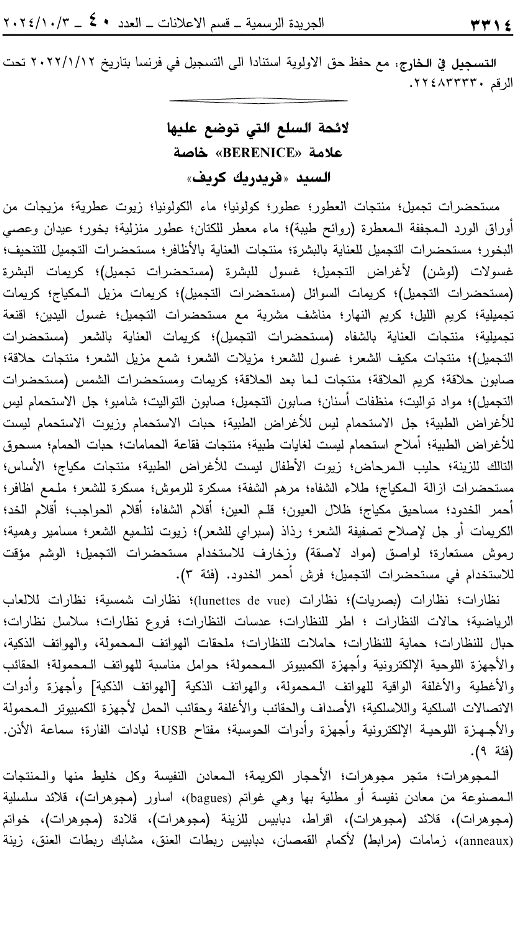 ٣٣١٤ الجريدة الرسمية ــ قسم الاعلانات ــ العدد ٤٠ ــ ٢٠٢٤/١٠/٣
التسجيل في الخارج، مع حفظ حق الاولوية استنادا الى التسجيل في فرنسا بتاريخ ٢٠٢٢/١/١٢ تحت
الرقم ٢٢٤٨٣٣٣٣٠.
لائحة السلع التي توضع عليها
علامة «BERENICE» خاصة
السيد «فريدريك كريف»
مستحضرات تجميل؛ منتجات العطور؛ عطور؛ كولونيا؛ ماء الكولونيا؛ زيوت عطرية؛ مزيجات من
أوراق الورد المجففة المعطرة (روائح طيبة)؛ ماء معطر للكتان؛ عطور منزلية؛ بخور؛ عيدان وعصي
البخور؛ مستحضرات التجميل للعناية بالبشرة؛ منتجات العناية بالأظافر؛ مستحضرات التجميل للتنحيف؛
غسولات (لوشن) لأغراض التجميل؛ غسول للبشرة (مستحضرات تجميل)؛ كريمات البشرة
(مستحضرات التجميل)؛ كريمات السوائل (مستحضرات التجميل)؛ كريمات مزيل المكياج؛ كريمات
تجميلية؛ كريم الليل؛ كريم النهار؛ مناشف مشربة مع مستحضرات التجميل؛ غسول اليدين؛ اقنعة
تجميلية؛ منتجات العناية بالشفاه (مستحضرات التجميل)؛ كريمات العناية بالشعر (مستحضرات
التجميل)؛ منتجات مكيف الشعر؛ غسول للشعر؛ مزيلات الشعر؛ شمع مزيل الشعر؛ منتجات حلاقة؛
صابون حلاقة؛ كريم الحلاقة؛ منتجات لما بعد الحلاقة؛ كريمات ومستحضرات الشمس (مستحضرات
التجميل)؛ مواد تواليت؛ منظفات أسنان؛ صابون التجميل؛ صابون التواليت؛ شامبو؛ جل الاستحمام ليس
للأغراض الطبية؛ جل الاستحمام ليس للأغراض الطبية؛ حبات الاستحمام وزيوت الاستحمام ليست
للأغراض الطبية؛ أملاح استحمام ليست لغايات طبية؛ منتجات فقاعة الحمامات؛ حبات الحمام؛ مسحوق
التالك للزينة؛ حليب المرحاض؛ زيوت الأطفال ليست للأغراض الطبية؛ منتجات مكياج؛ الأساس؛
مستحضرات ازالة المكياج؛ طلاء الشفاه؛ مرهم الشفة؛ مسكرة للرموش؛ مسكرة للشعر؛ ملمع اظافر؛
أحمر الخدود؛ مساحيق مكياج؛ ظلال العيون؛ قلم العين؛ أقلام الشفاه؛ أقلام الحواجب؛ أقلام الخد؛
الكريمات أو جل لإصلاح تصفيفة الشعر؛ رذاذ (سبراي للشعر)؛ زيوت لتلميع الشعر؛ مسامير وهمية؛
رموش مستعارة؛ لواصق (مواد لاصقة) وزخارف للاستخدام مستحضرات التجميل؛ الوشم مؤقت
للاستخدام في مستحضرات التجميل؛ فرش أحمر الخدود. (فئة ٣).
نظارات؛ نظارات (بصريات)؛ نظارات (lunettes de vue)؛ نظارات شمسية؛ نظارات للالعاب
الرياضية؛ حالات النظارات ؛ اطر للنظارات؛ عدسات النظارات؛ فروع نظارات؛ سلاسل نظارات؛
حبال للنظارات؛ حماية للنظارات؛ حاملات للنظارات؛ ملحقات الهواتف المحمولة، والهواتف الذكية،
والأجهزة اللوحية الإلكترونية وأجهزة الكمبيوتر المحمولة؛ حوامل مناسبة للهواتف المحمولة؛ الحقائب
والأغطية والأغلفة الواقية للهواتف المحمولة، والهواتف الذكية [الهواتف الذكية] وأجهزة وأدوات
الاتصالات السلكية واللاسلكية؛ الأصداف والحقائب والأغلفة وحقائب الحمل لأجهزة الكمبيوتر المحمولة
والأجهزة اللوحية الإلكترونية وأجهزة وأدوات الحوسبة؛ مفتاح USB؛ لبادات الفارة؛ سماعة الأذن.
(فئة ٩).
المجوهرات؛ متجر مجوهرات؛ الأحجار الكريمة؛ المعادن النفيسة وكل خليط منها والمنتجات
المصنوعة من معادن نفيسة أو مطلية بها وهي غواتم (bagues)، اساور (مجوهرات)، قلائد سلسلية
(مجوهرات)، قلائد (مجوهرات)، اقراط، دبابيس للزينة (مجوهرات)، قلادة (مجوهرات)، خواتم
(anneaux)، زمامات (مرابط) لأكمام القمصان، دبابيس ربطات العنق، مشابك ربطات العنق، زينة